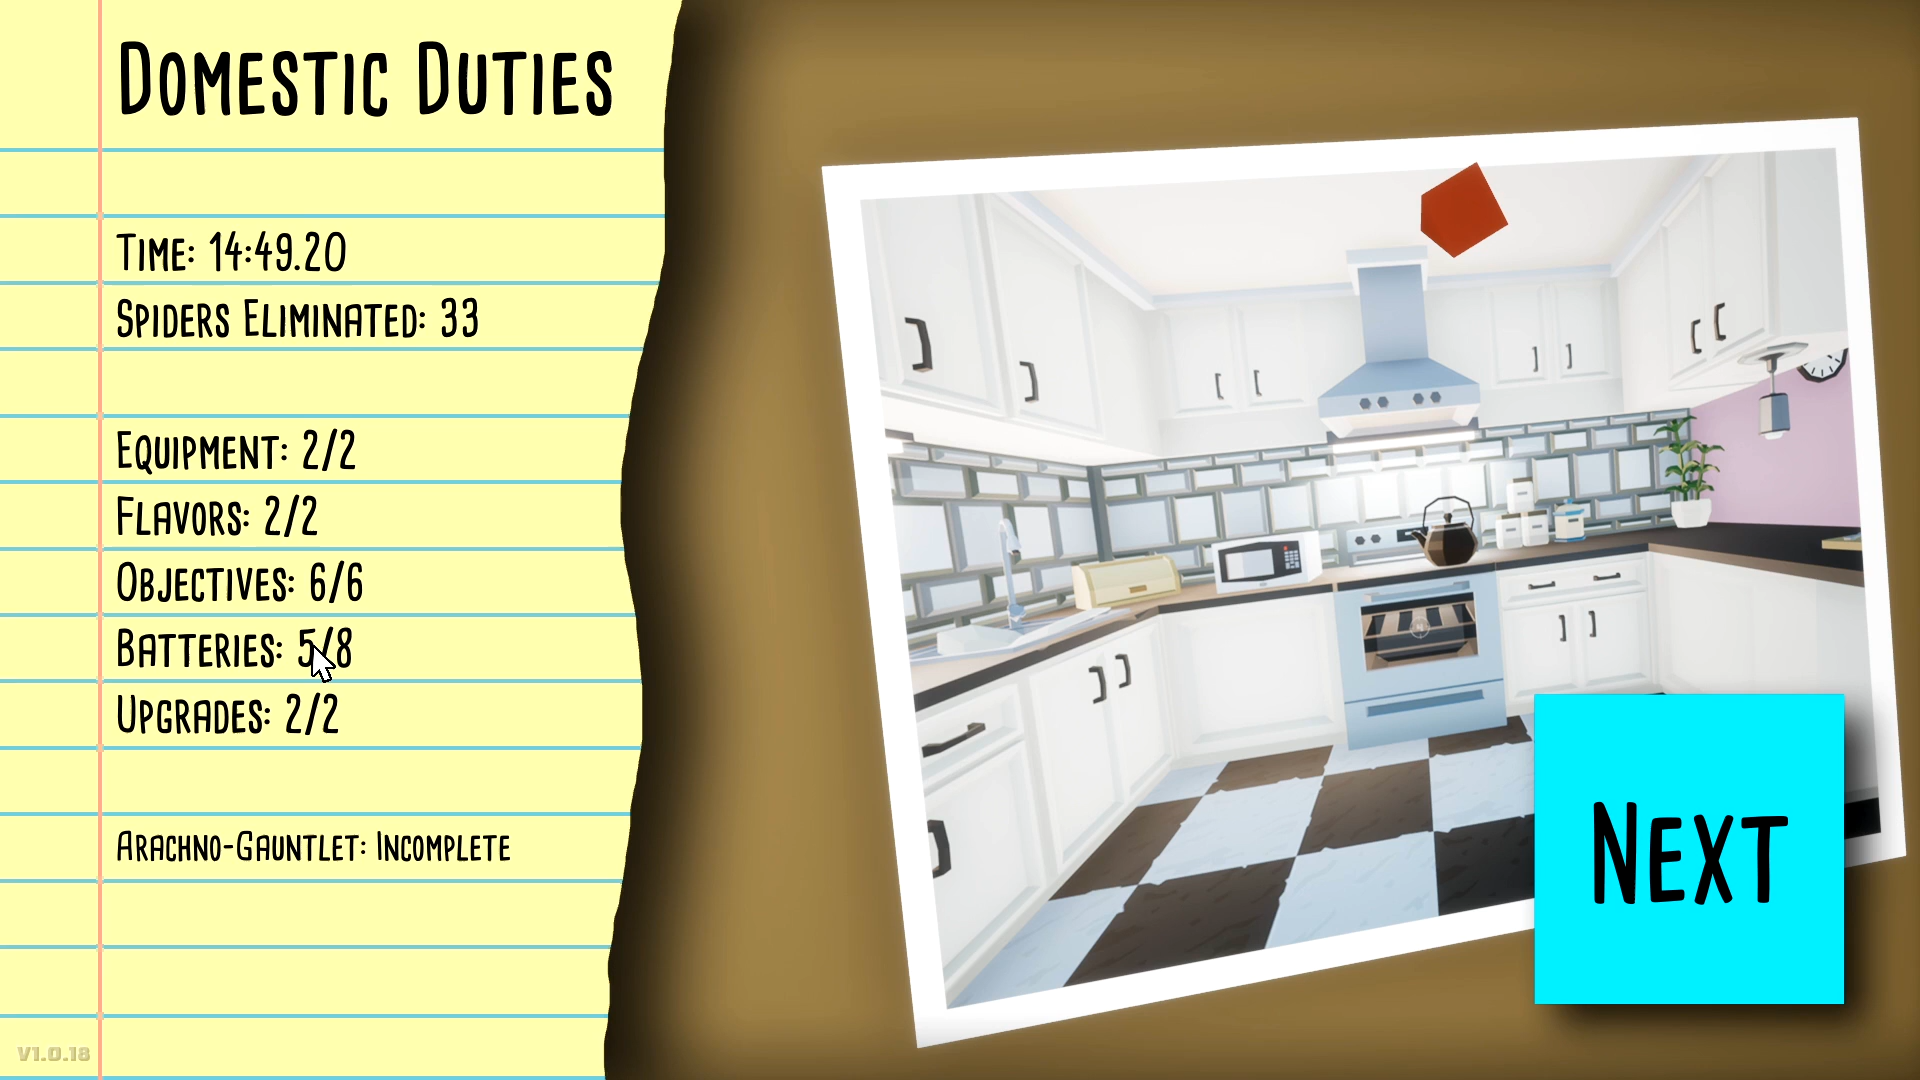 Domestic Duties
Time: 14:49.20
Spiders Eliminated: 33
Equipment: 2/2
Flavors: 2/2
Objectives: 6/6
Batteries: 5/8
Upgrades: 2/2
Arachno-Gauntlet: Incomplete
Next
V1.0.18